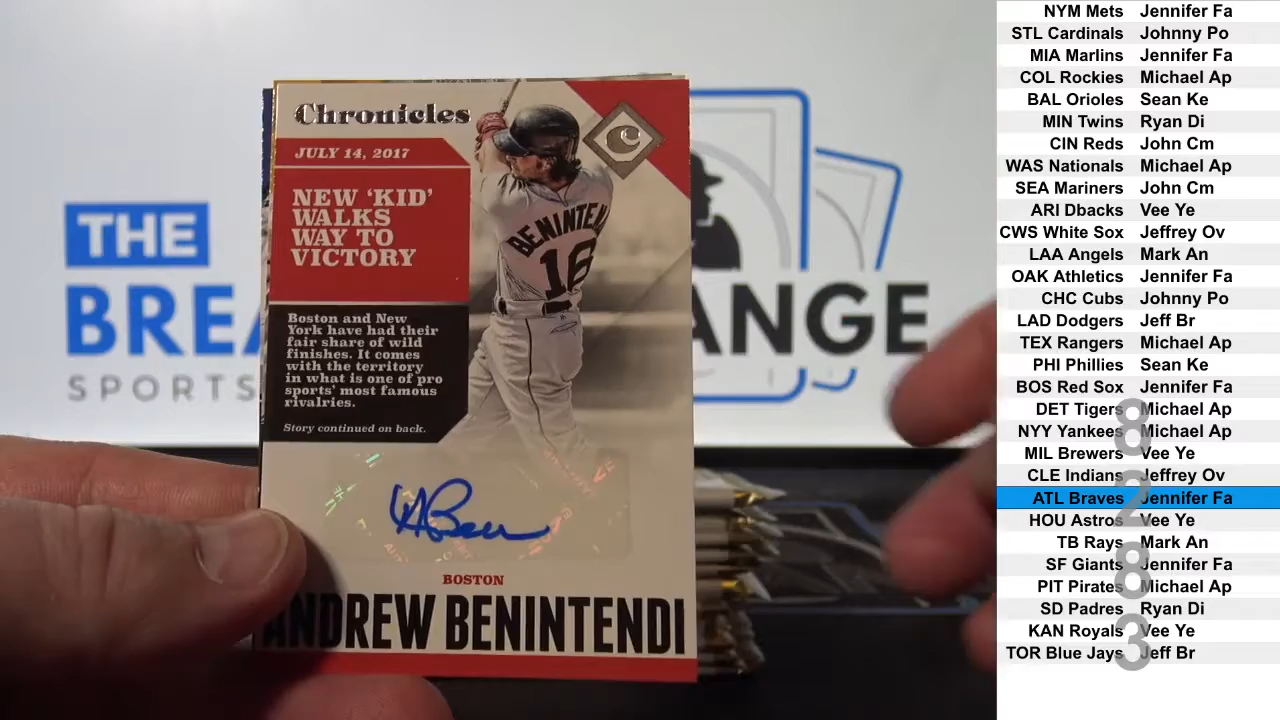 Chronicles
JULY 14, 2017
NEW 'KID'
WALKS
WAY TO
VICTORY
Boston and New
York have had their
fair share of wild
finishes. It comes
with the territory
in what is one of pro
sports' most famous
rivalries.
Story continued on back.
BENINTEN
16
C
BOSTON
ANDREW BENINTENDI
THE
BREA
ANGE
SPORTS
NYM Mets Jennifer Fa
STL Cardinals Johnny Po
MIA Marlins Jennifer Fa
COL Rockies Michael Ap
BAL Orioles Sean Ke
MIN Twins Ryan Di
CIN Reds John Cm
WAS Nationals Michael Ap
SEA Mariners John Cm
ARI Dbacks Vee Ye
CWS White Sox Jeffrey Ov
LAA Angels Mark An
OAK Athletics Jennifer Fa
CHC Cubs Johnny Po
LAD Dodgers Jeff Br
TEX Rangers Michael Ap
PHI Phillies Sean Ke
BOS Red Sox Jennifer Fa
DET Tigers Michael Ap
NYY Yankees Michael Ap
MIL Brewers Vee Ye
CLE Indians Jeffrey Ov
ATL Braves Jennifer Fa
HOU Astros Vee Ye
TB Rays Mark An
SF Giants Jennifer Fa
PIT Pirates Michael Ap
SD Padres Ryan Di
KAN Royals Vee Ye
TOR Blue Jays Jeff Br
8
2
8
3